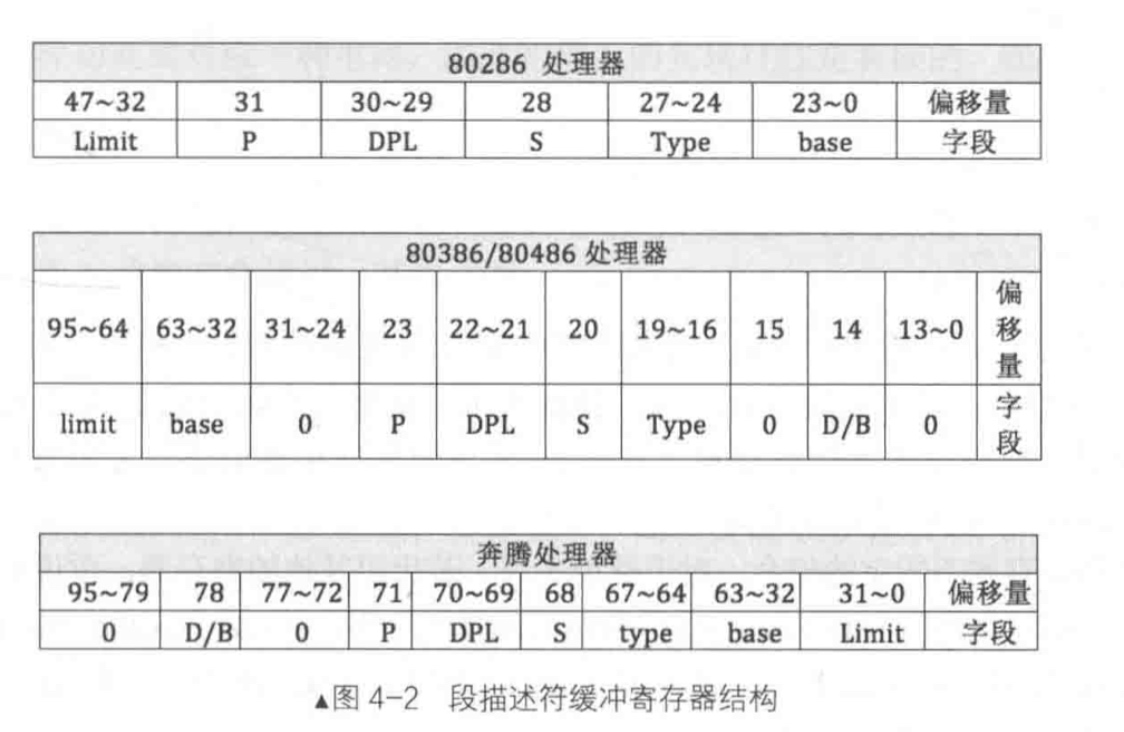 80286 处理器
47~32 31 30~29 28 27~24 23~0 偏移量
Limit P DPL S Type base 字段
80386/80486 处理器
95~64 63~32 31~24 23 22~21 20 19~16 15 14 13~0 偏移量
limit base 0 P DPL S Type 0 D/B 0 字段
奔腾处理器
95~79 78 77~72 71 70~69 68 67~64 63~32 31~0 偏移量
0 D/B 0 P DPL S type base Limit 字段
▲图 4-2 段描述符缓冲寄存器结构